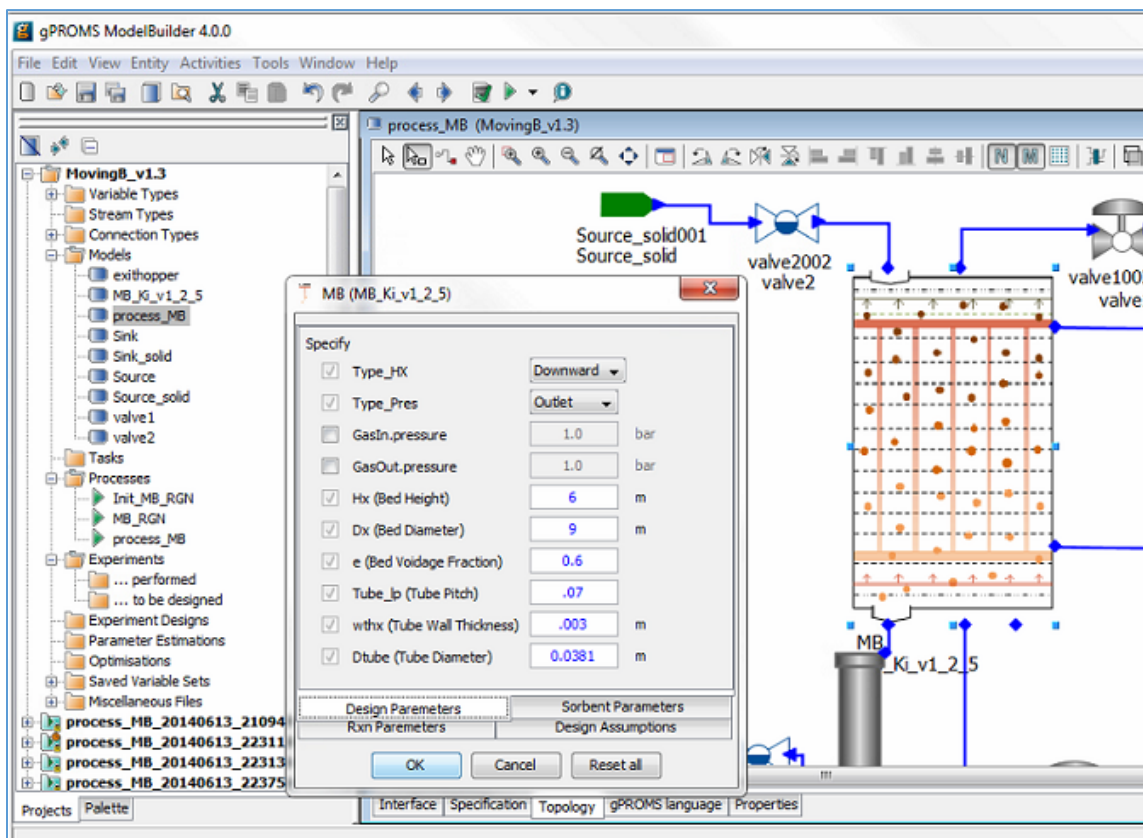 gPROMS ModelBuilder 4.0.0
File Edit View Entity Activities Tools Window Help
process_MB (MovingB_v1.3)
MovingB_v1.3
Variable Types
Stream Types
Connection Types
Models
exithopper
MB_Ki_v1_2_5
process_MB
Sink
Sink_solid
Source
Source_solid
valve1
valve2
Tasks
Processes
Init_MB_RGN
MB_RGN
process_MB
Experiments
... performed
... to be designed
Experiment Designs
Parameter Estimations
Optimisations
Saved Variable Sets
Miscellaneous Files
process_MB_20140613_21094
process_MB_20140613_22311
process_MB_20140613_22313
process_MB_20140613_22375
Projects Palette
Source_solid001
Source_solid
valve2002
valve2
valve100
valve
MB
_Ki_v1_2_5
MB (MB_Ki_v1_2_5)
Specify
Type_HX Downward
Type_Pres Outlet
GasIn.pressure 1.0 bar
GasOut.pressure 1.0 bar
Hx (Bed Height) 6 m
Dx (Bed Diameter) 9 m
e (Bed Voidage Fraction) 0.6
Tube_lp (Tube Pitch) .07
wthx (Tube Wall Thickness) .003 m
Dtube (Tube Diameter) 0.0381 m
Design Paremeters Sorbent Parameters
Rxn Paremeters Design Assumptions
OK Cancel Reset all
Interface Specification Topology gPROMS language Properties